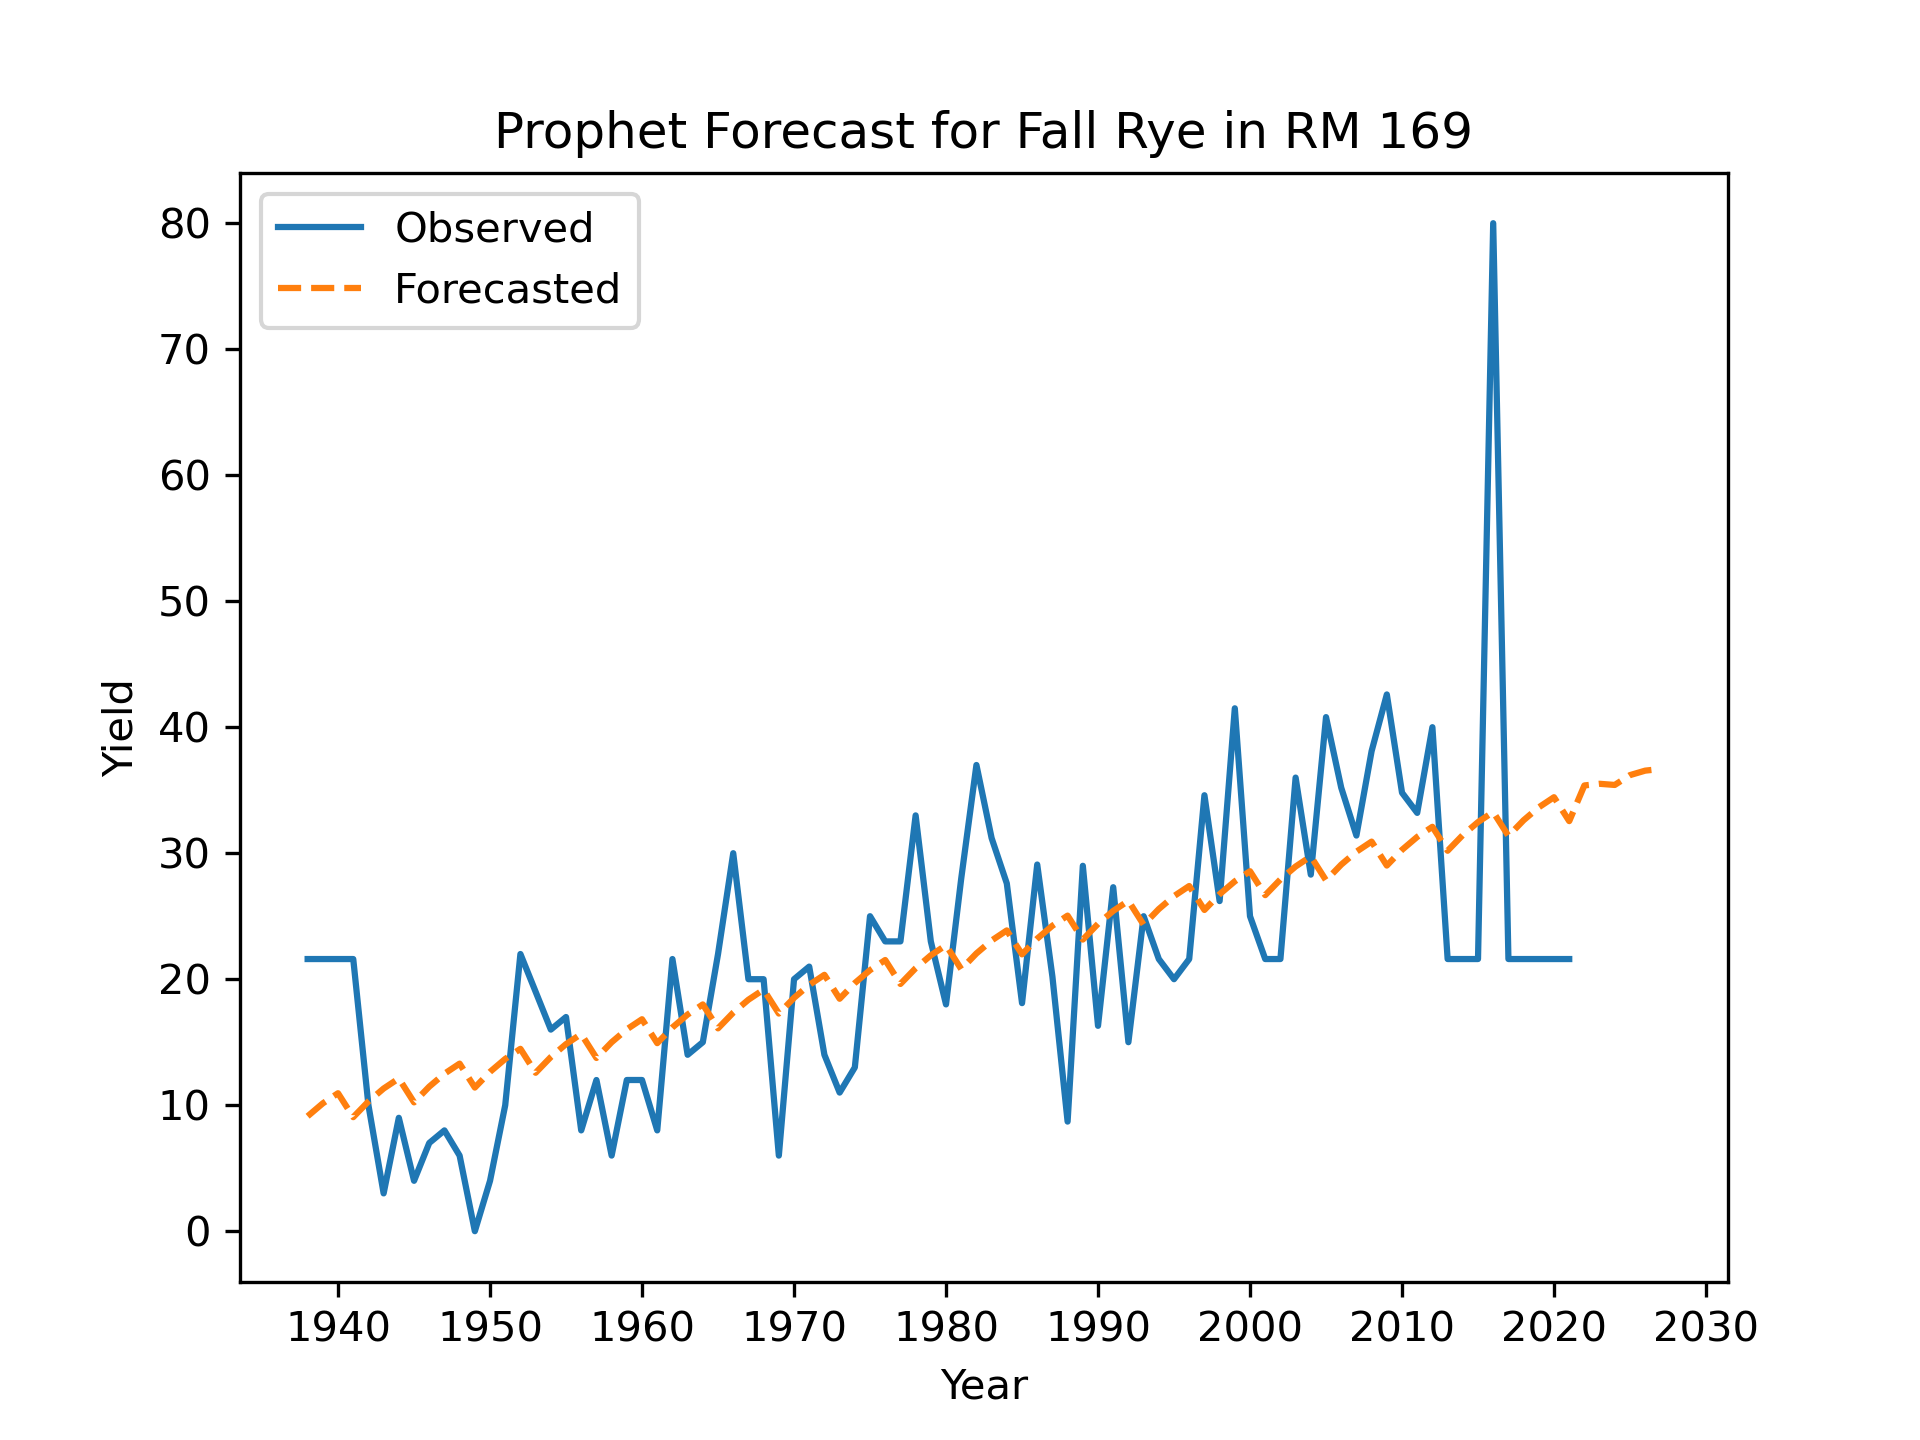 Prophet Forecast for Fall Rye in RM 169
Observed
Forecasted
80
70
60
50
40
30
20
10
0
Yield
1940 1950 1960 1970 1980 1990 2000 2010 2020 2030
Year